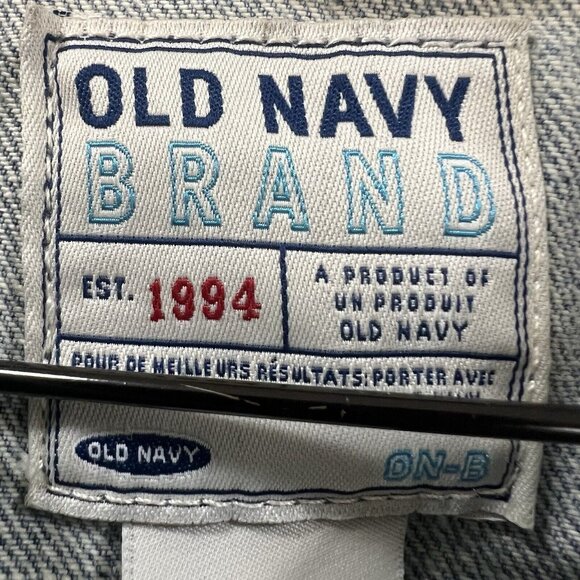 OLD NAVY
BRAND
EST. 1994
A PRODUCT OF
UN PRODUIT
OLD NAVY
POUR DE MEILLEURS RÉSULTATS: PORTER AVEC
OLD NAVY
ON-B